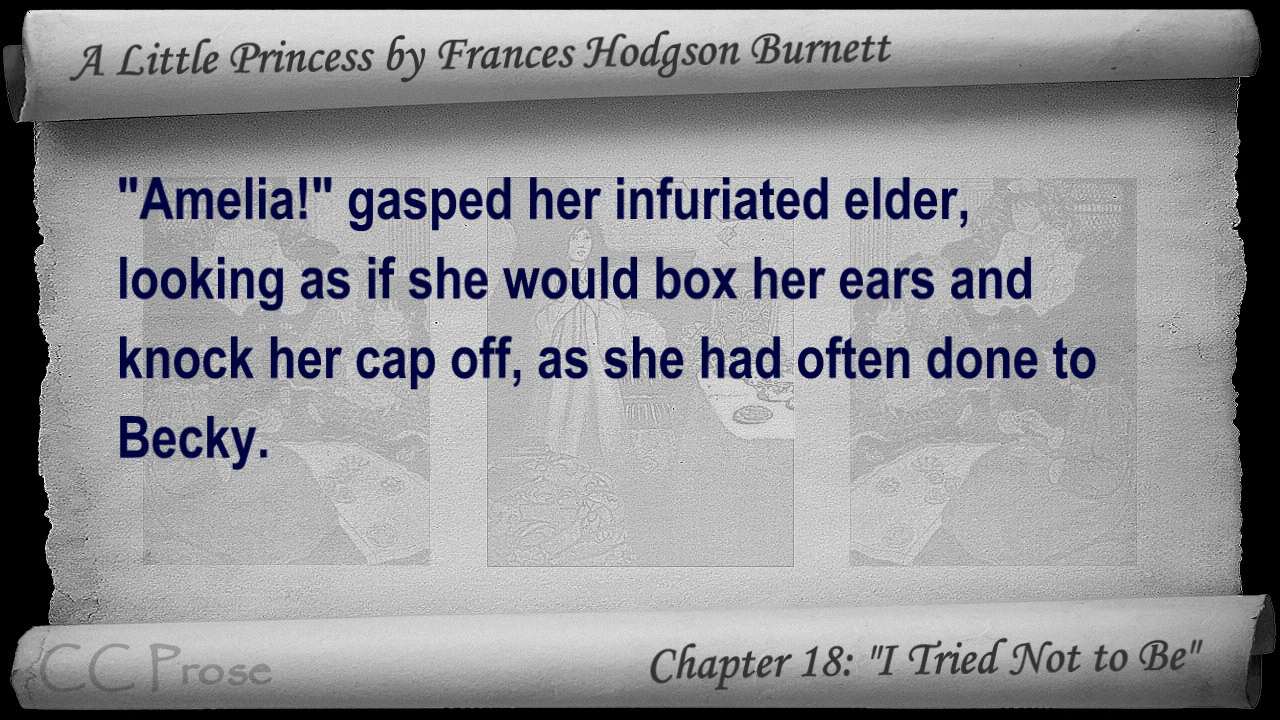 A Little Princess by Frances Hodgson Burnett
"Amelia!" gasped her infuriated elder,
looking as if she would box her ears and
knock her cap off, as she had often done to
Becky.
CC Prose
Chapter 18: "I Tried Not to Be"